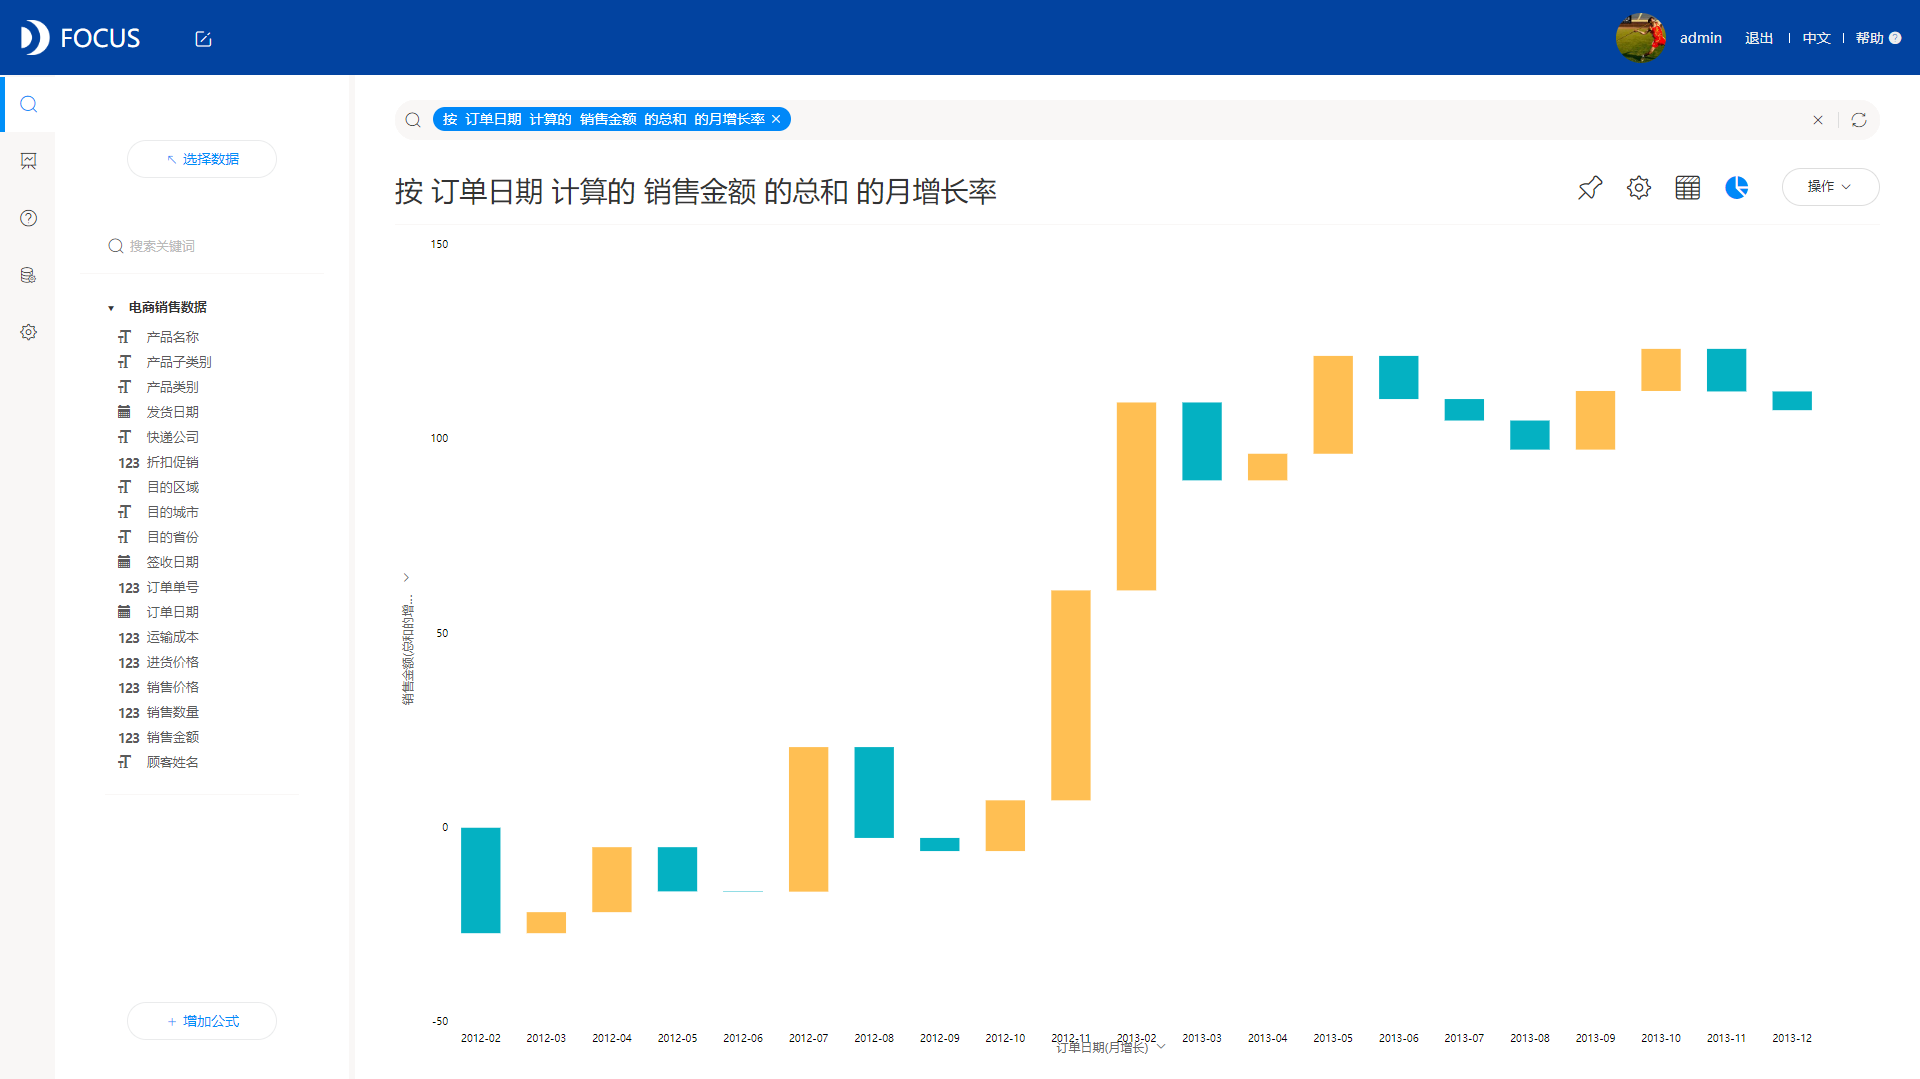 FOCUS
admin 退出 中文 帮助 ?
按 订单日期 计算的 销售金额 的总和 的月增长率
选择数据
按 订单日期 计算的 销售金额 的总和 的月增长率
操作
搜索关键词
电商销售数据
产品名称
产品子类别
产品类别
发货日期
快递公司
123 折扣促销
目的区域
目的城市
目的省份
签收日期
123 订单单号
订单日期
123 运输成本
123 进货价格
123 销售价格
123 销售数量
123 销售金额
顾客姓名
+ 增加公式
150
100
50
0
-50
销售金额(总和的增...
2012-02 2012-03 2012-04 2012-05 2012-06 2012-07 2012-08 2012-09 2012-10 2012-11 2013-02 2013-03 2013-04 2013-05 2013-06 2013-07 2013-08 2013-09 2013-10 2013-11 2013-12
订单日期(月增长)